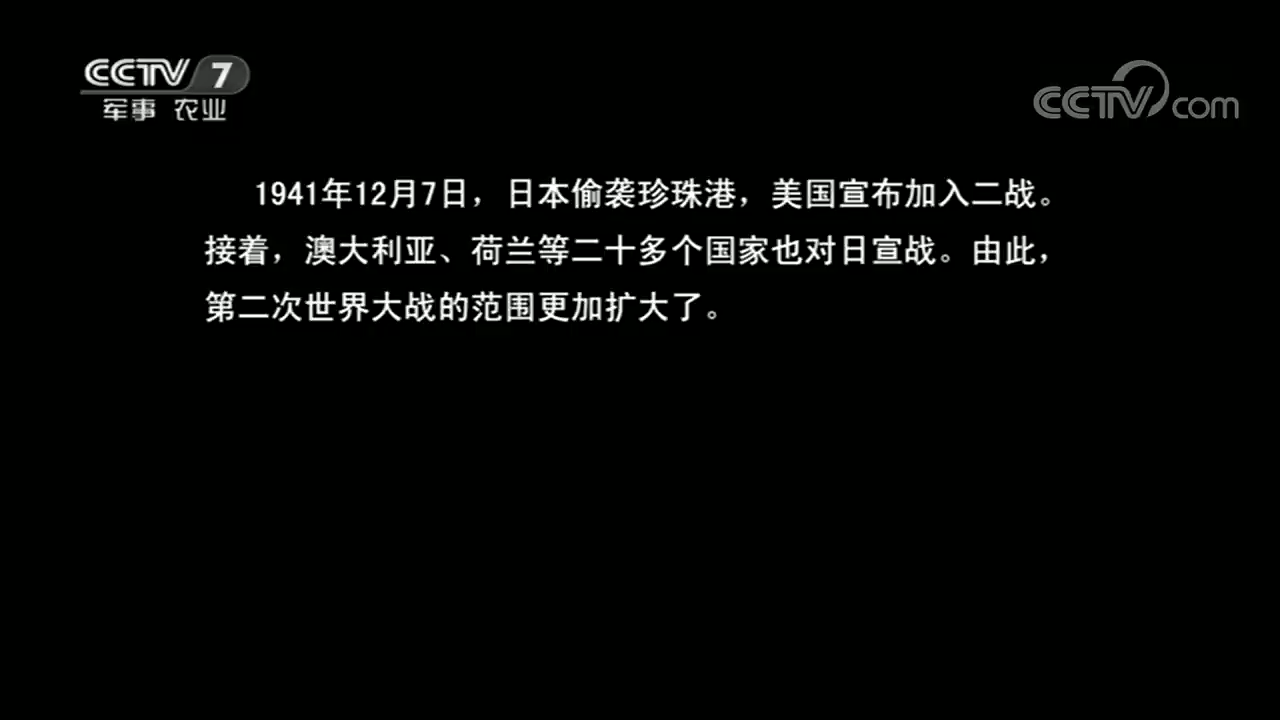 CCTV 7
军事 农业
CCTV.com
1941年12月7日，日本偷袭珍珠港，美国宣布加入二战。
接着，澳大利亚、荷兰等二十多个国家也对日宣战。由此，
第二次世界大战的范围更加扩大了。